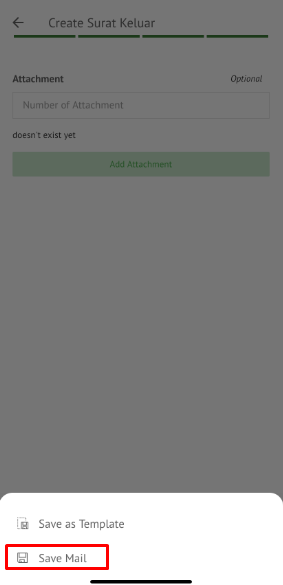 Create Surat Keluar
Attachment Optional
Number of Attachment
doesn't exist yet
Add Attachment
Save as Template
Save Mail